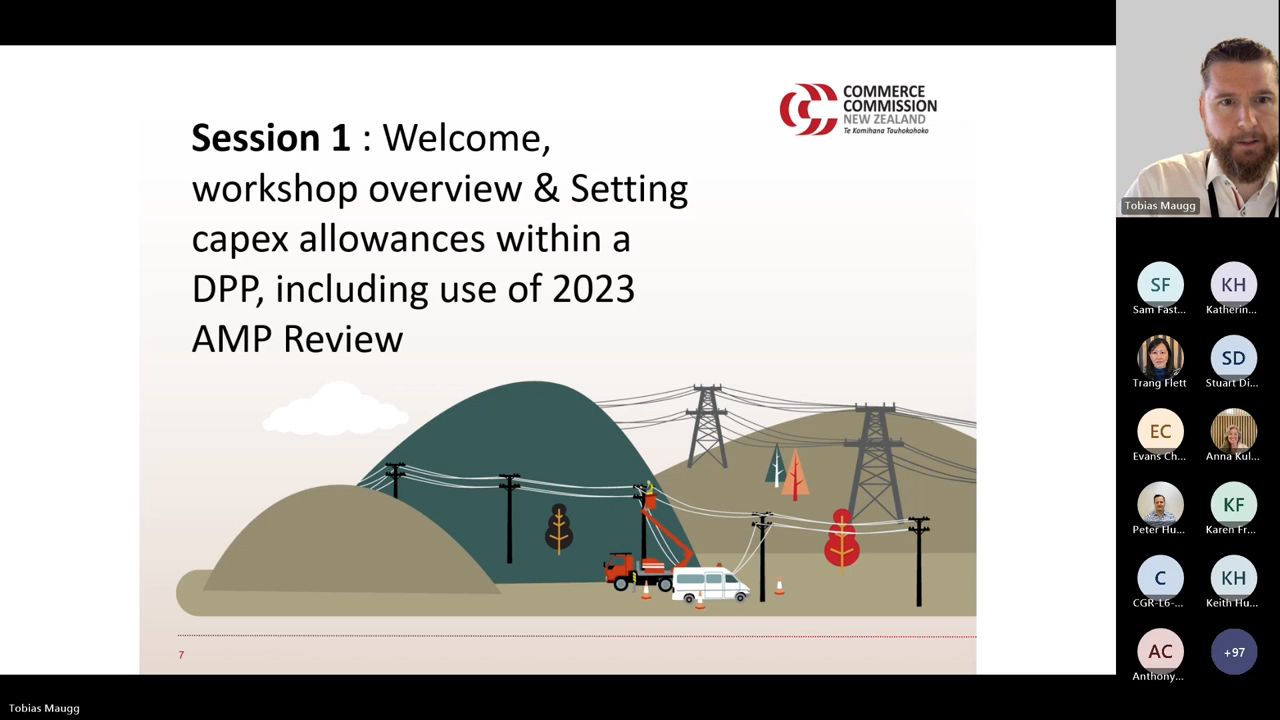 COMMERCE
COMMISSION
NEW ZEALAND
Te Komihana Tauhokohoko
Session 1 : Welcome,
workshop overview & Setting
capex allowances within a
DPP, including use of 2023
AMP Review
7
Tobias Maugg
SF
Sam Fast...
KH
Katherin...
Trang Flett
SD
Stuart Di...
EC
Evans Ch...
Anna Kul...
Peter Hu...
KF
Karen Fr...
C
CGR-L6-...
KH
Keith Hu...
AC
Anthony...
+97
Tobias Maugg